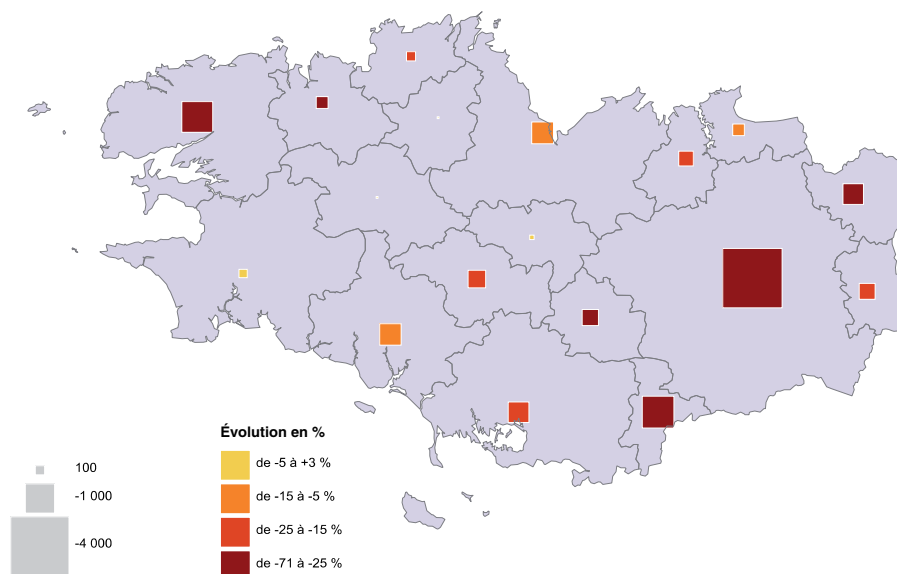 Évolution en %
de -5 à +3 %
de -15 à -5 %
de -25 à -15 %
de -71 à -25 %
100
-1 000
-4 000